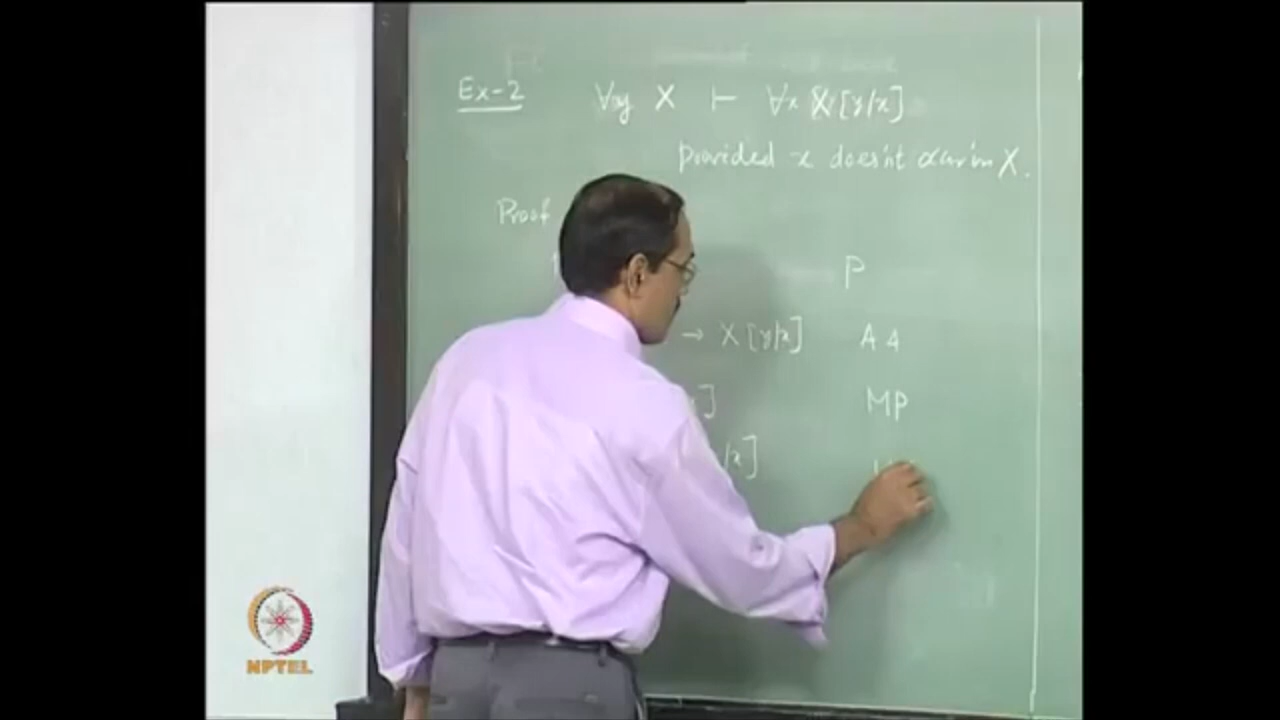 Ex-2 ∀y X ⊢ ∀x X[y/x]
provided x doesn't occur in X.
Proof
P
→ X[y/x] A4
] MP
/x]
NPTEL